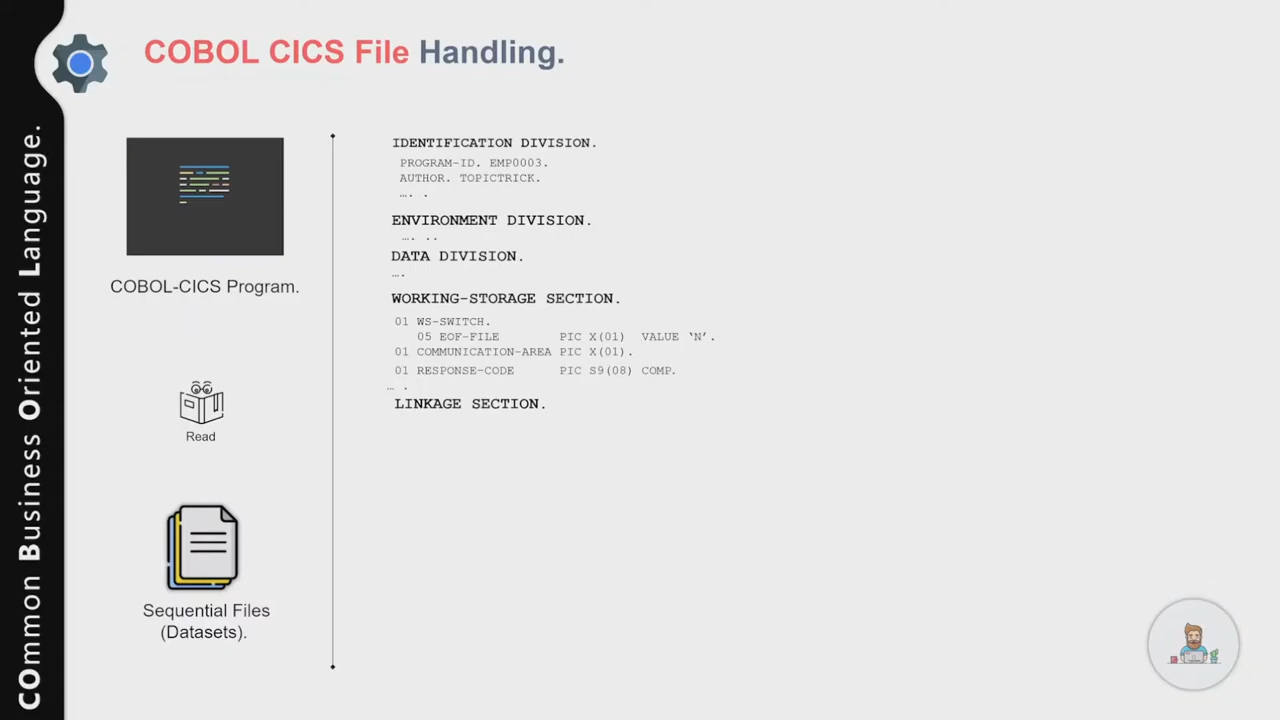 COmmon Business Oriented Language.
COBOL CICS File Handling.
COBOL-CICS Program.
Read
Sequential Files
(Datasets).
IDENTIFICATION DIVISION.
PROGRAM-ID. EMP0003.
AUTHOR. TOPICTRICK.
…. .
ENVIRONMENT DIVISION.
…. ..
DATA DIVISION.
….
WORKING-STORAGE SECTION.
01 WS-SWITCH.
05 EOF-FILE PIC X(01) VALUE ‘N’.
01 COMMUNICATION-AREA PIC X(01).
01 RESPONSE-CODE PIC S9(08) COMP.
… .
LINKAGE SECTION.